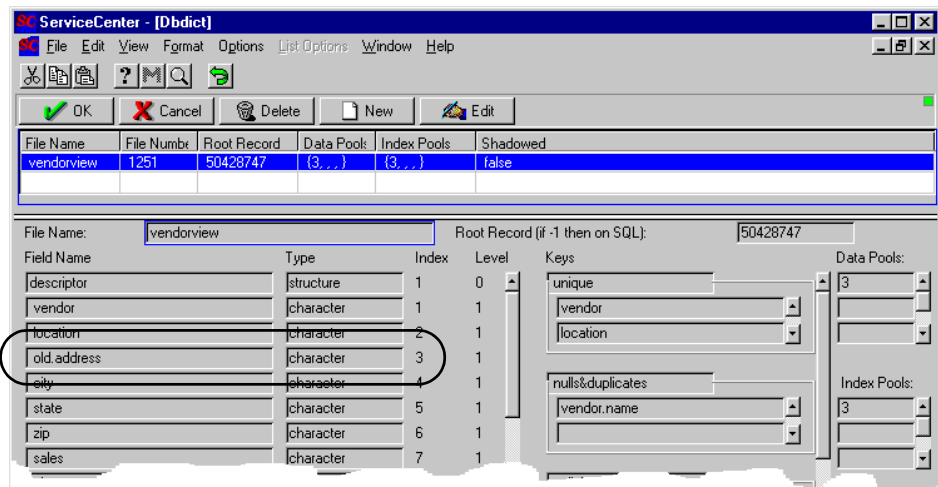 SC ServiceCenter - [Dbdict]
SC File Edit View Format Options List Options Window Help
OK Cancel Delete New Edit
File Name File Numbe Root Record Data Pools Index Pools Shadowed
vendorview 1251 50428747 {3, , , } {3, , , } false
File Name: vendorview Root Record (if -1 then on SQL): 50428747
Field Name Type Index Level Keys Data Pools:
descriptor structure 1 0 unique 3
vendor character 1 1 vendor
location character 2 1 location
old.address character 3 1
city character 4 1 nulls&duplicates Index Pools:
state character 5 1 vendor.name 3
zip character 6 1
sales character 7 1